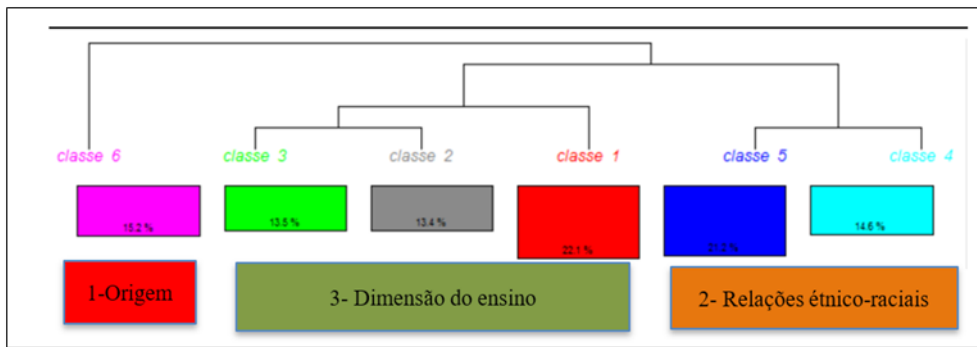 classe 6 classe 3 classe 2 classe 1 classe 5 classe 4
15.2 % 13.5 % 13.4 % 22.1 % 21.2 % 14.6 %
1-Origem 3- Dimensão do ensino 2- Relações étnico-raciais